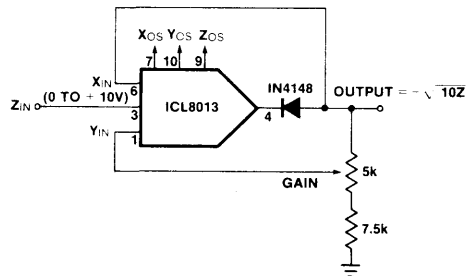 XOS YOS ZOS
7 10 9
XIN
6
ZIN (0 TO + 10V)
3
ICL8013
4
IN4148
OUTPUT = -√10Z
YIN
1
GAIN
5k
7.5k